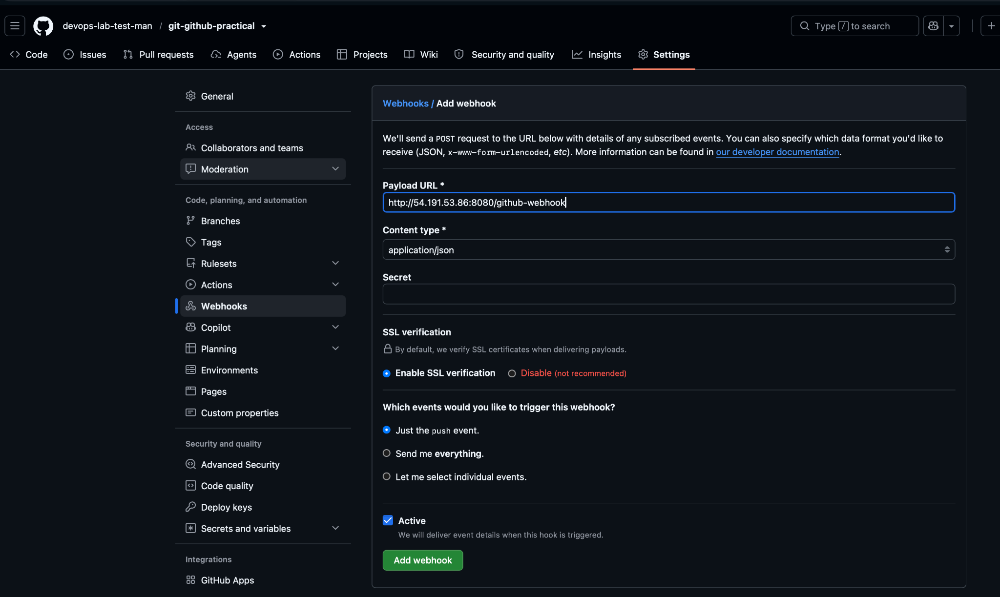 devops-lab-test-man / git-github-practical
Type / to search
Code
Issues
Pull requests
Agents
Actions
Projects
Wiki
Security and quality
Insights
Settings
General
Access
Collaborators and teams
Moderation
Code, planning, and automation
Branches
Tags
Rulesets
Actions
Webhooks
Copilot
Planning
Environments
Pages
Custom properties
Security and quality
Advanced Security
Code quality
Deploy keys
Secrets and variables
Integrations
GitHub Apps
Webhooks / Add webhook
We'll send a POST request to the URL below with details of any subscribed events. You can also specify which data format you'd like to
receive (JSON, x-www-form-urlencoded, etc). More information can be found in our developer documentation.
Payload URL *
http://54.191.53.86:8080/github-webhook
Content type *
application/json
Secret
SSL verification
By default, we verify SSL certificates when delivering payloads.
Enable SSL verification
Disable (not recommended)
Which events would you like to trigger this webhook?
Just the push event.
Send me everything.
Let me select individual events.
Active
We will deliver event details when this hook is triggered.
Add webhook